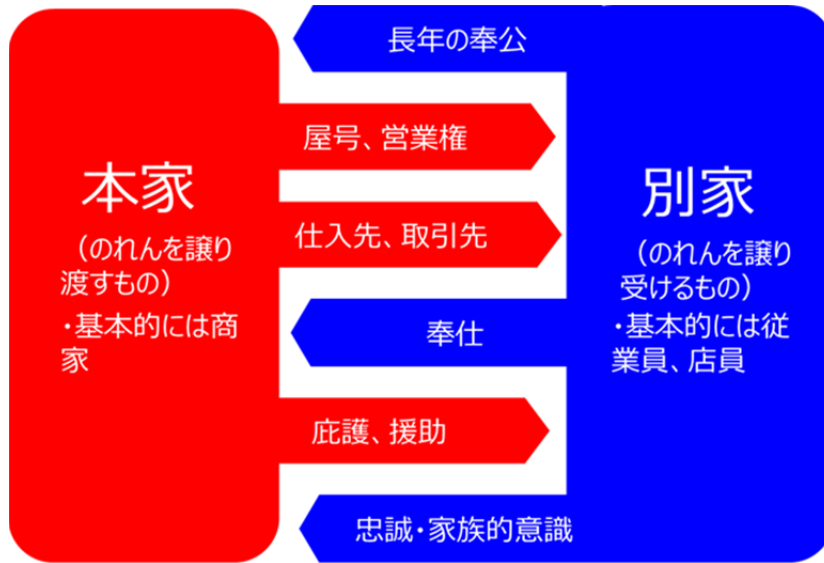 本家
（のれんを譲り
渡すもの）
・基本的には商
家
長年の奉公
屋号、営業権
仕入先、取引先
奉仕
庇護、援助
忠誠・家族的意識
別家
（のれんを譲り
受けるもの）
・基本的には従
業員、店員